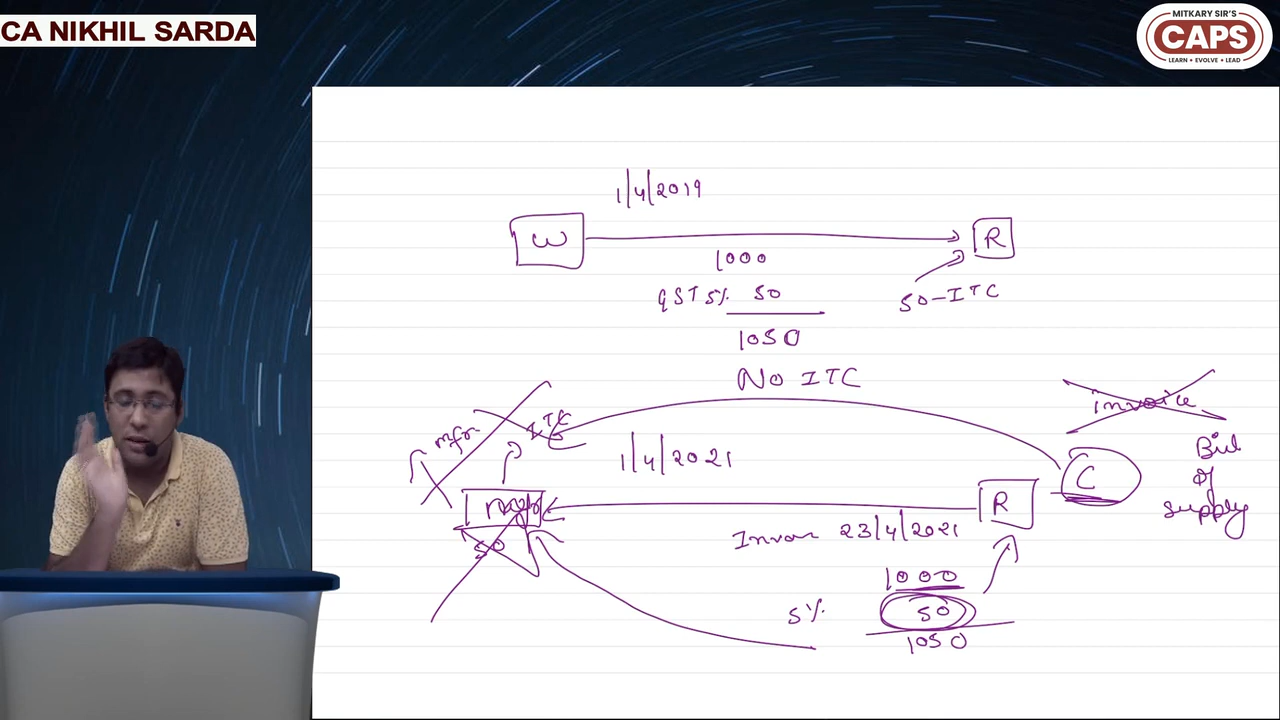 CA NIKHIL SARDA
MITKARY SIR'S
CAPS
LEARN • EVOLVE • LEAD
1/4/2019
W
R
1000
GST 5% 50
50-ITC
1050
No ITC
invoice
mfr.
ITC
1/4/2021
C
Bill
of
supply
R
50
23/4/2021
1000
5% 50
1050